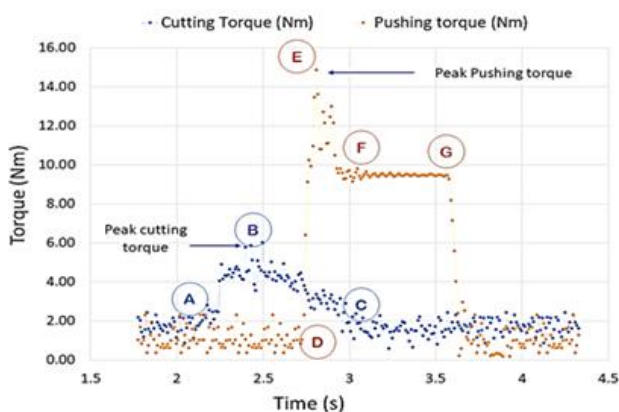 Cutting Torque (Nm) Pushing torque (Nm)
16.00
14.00
12.00
10.00
8.00
6.00
4.00
2.00
0.00
Torque (Nm)
E
Peak Pushing torque
F
G
Peak cutting
torque
B
A
C
D
1.5 2 2.5 3 3.5 4 4.5
Time (s)